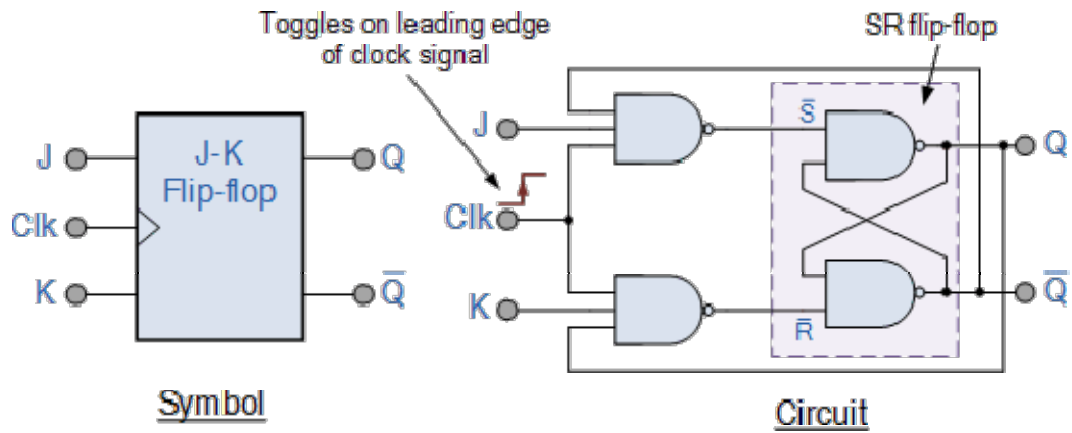 Toggles on leading edge
of clock signal
SR flip-flop
J
J-K
Flip-flop
Q
Clk
K
Q̅
Symbol
J
Clk
K
S̅
R̅
Q
Q̅
Circuit